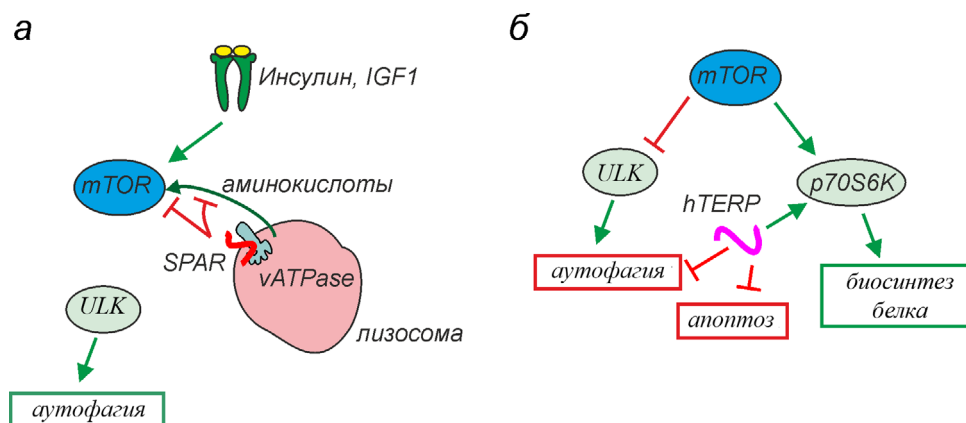 а
Инсулин, IGF1
mTOR
аминокислоты
SPAR
vATPase
лизосома
ULK
аутофагия
б
mTOR
ULK
p70S6K
hTERP
аутофагия
апоптоз
биосинтез
белка